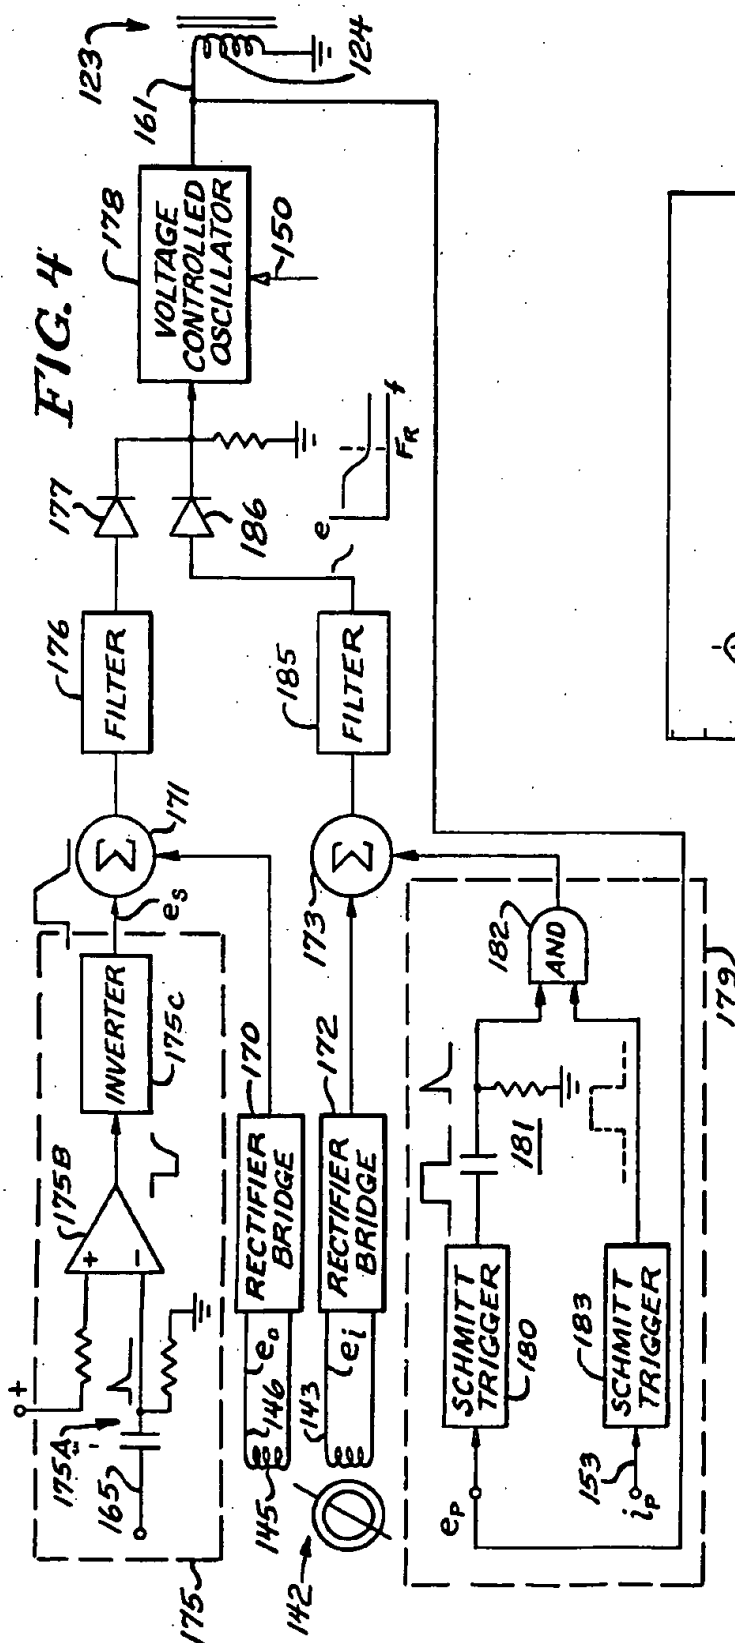 FIG. 4
123
124
161
178
VOLTAGE
CONTROLLED
OSCILLATOR
150
177
186
e
F_R
f
176
FILTER
185
FILTER
171
Σ
e_s
173
Σ
INVERTER
175C
175B
+
-
+
175A
165
175
170
RECTIFIER
BRIDGE
172
RECTIFIER
BRIDGE
e_o
146
145
e_i
143
142
182
AND
181
SCHMITT
TRIGGER
180
183
SCHMITT
TRIGGER
e_P
153
i_P
179